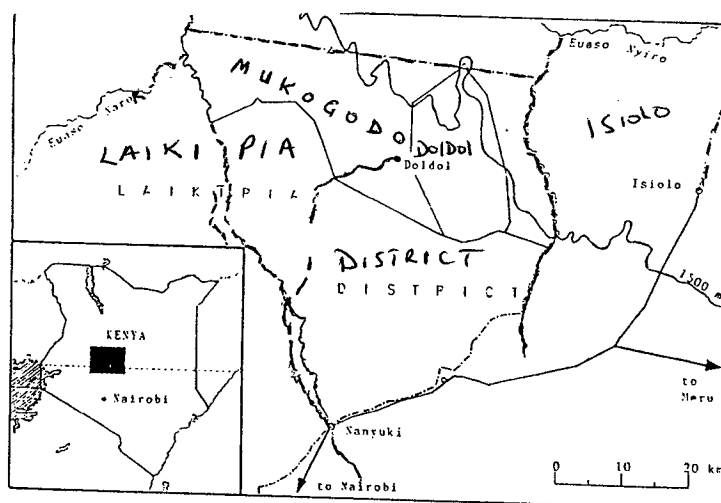 Euaso Nyiro
MUKOGODO
ISIOLO
Euaso Narok
LAIKIPIA
DOIDOI
Doldol
LAIKIPIA
Isiolo
DISTRICT
DISTRICT
1500 m
KENYA
Nairobi
to
Meru
Nanyuki
to Nairobi
0 10 20 km